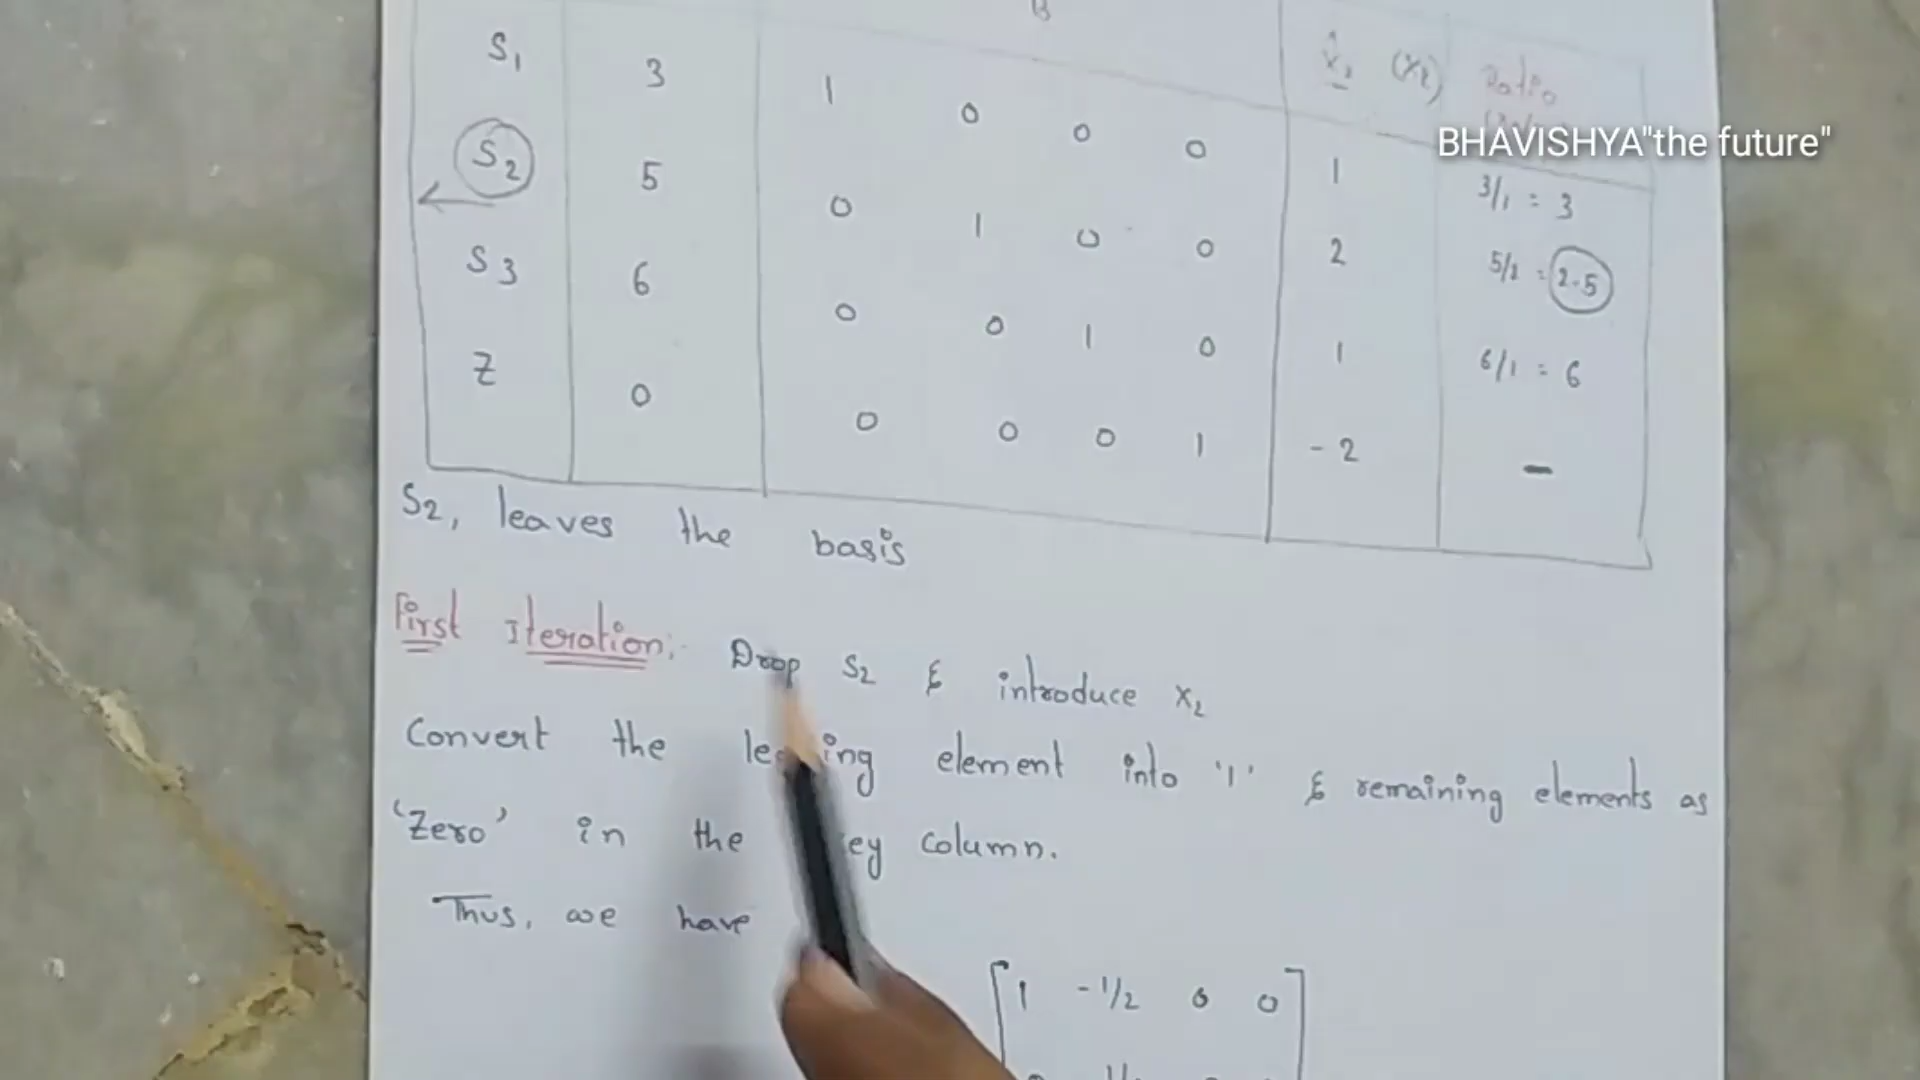 B
x̂₂ (X₂) Ratio
BHAVISHYA"the future"
S₁ 3 1 0 0 0 1 3/1 = 3
S₂ 5 0 1 0 0 2 5/2 = 2.5
S3 6 0 0 1 0 1 6/1 = 6
Z 0 0 0 0 1 -2 -
S₂, leaves the basis
First Iteration: Drop S₂ & introduce X₂
Convert the leading element into '1' & remaining elements as
'Zero' in the key column.
Thus, we have
1 -1/2 0 0